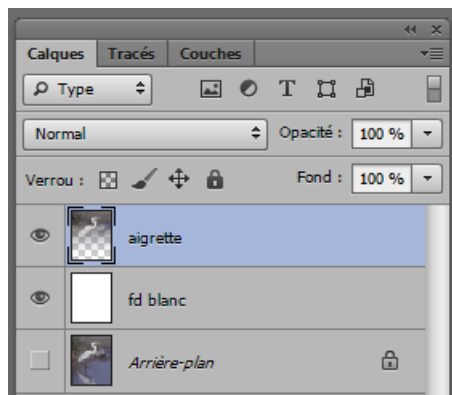 Calques Tracés Couches
Type
Normal Opacité : 100 %
Verrou : Fond : 100 %
aigrette
fd blanc
Arrière-plan